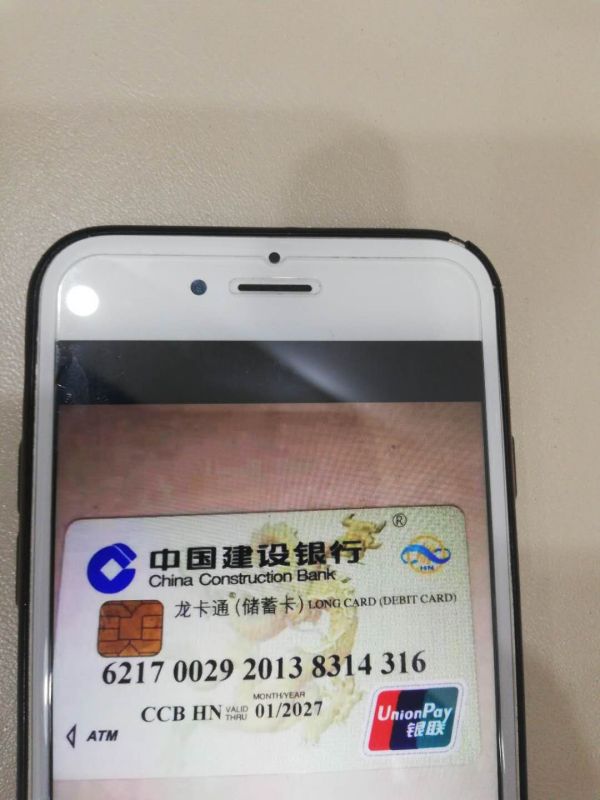 ®
中国建设银行
China Construction Bank
HN
龙卡通®(储蓄卡) LONG CARD (DEBIT CARD)
6217 0029 2013 8314 316
MONTH/YEAR
CCB HN VALID THRU 01/2027
ATM
UnionPay
银联